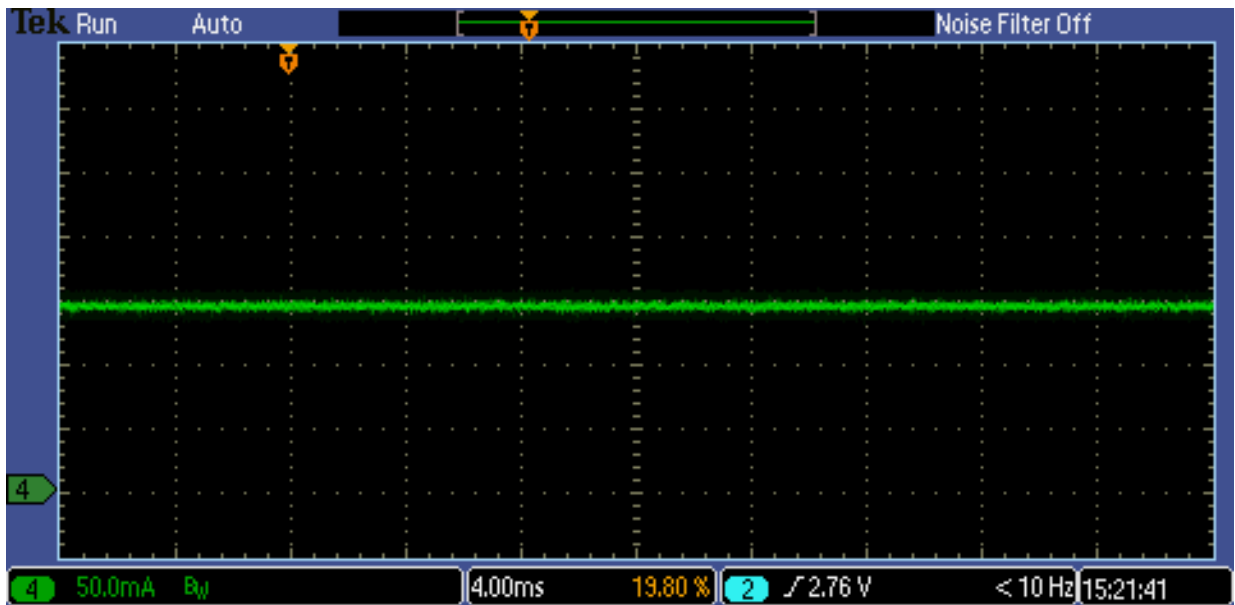 Tek Run Auto Noise Filter Off
T
T
4
4 50.0mA BW 4.00ms 19.80 % 2 2.76 V < 10 Hz 15:21:41